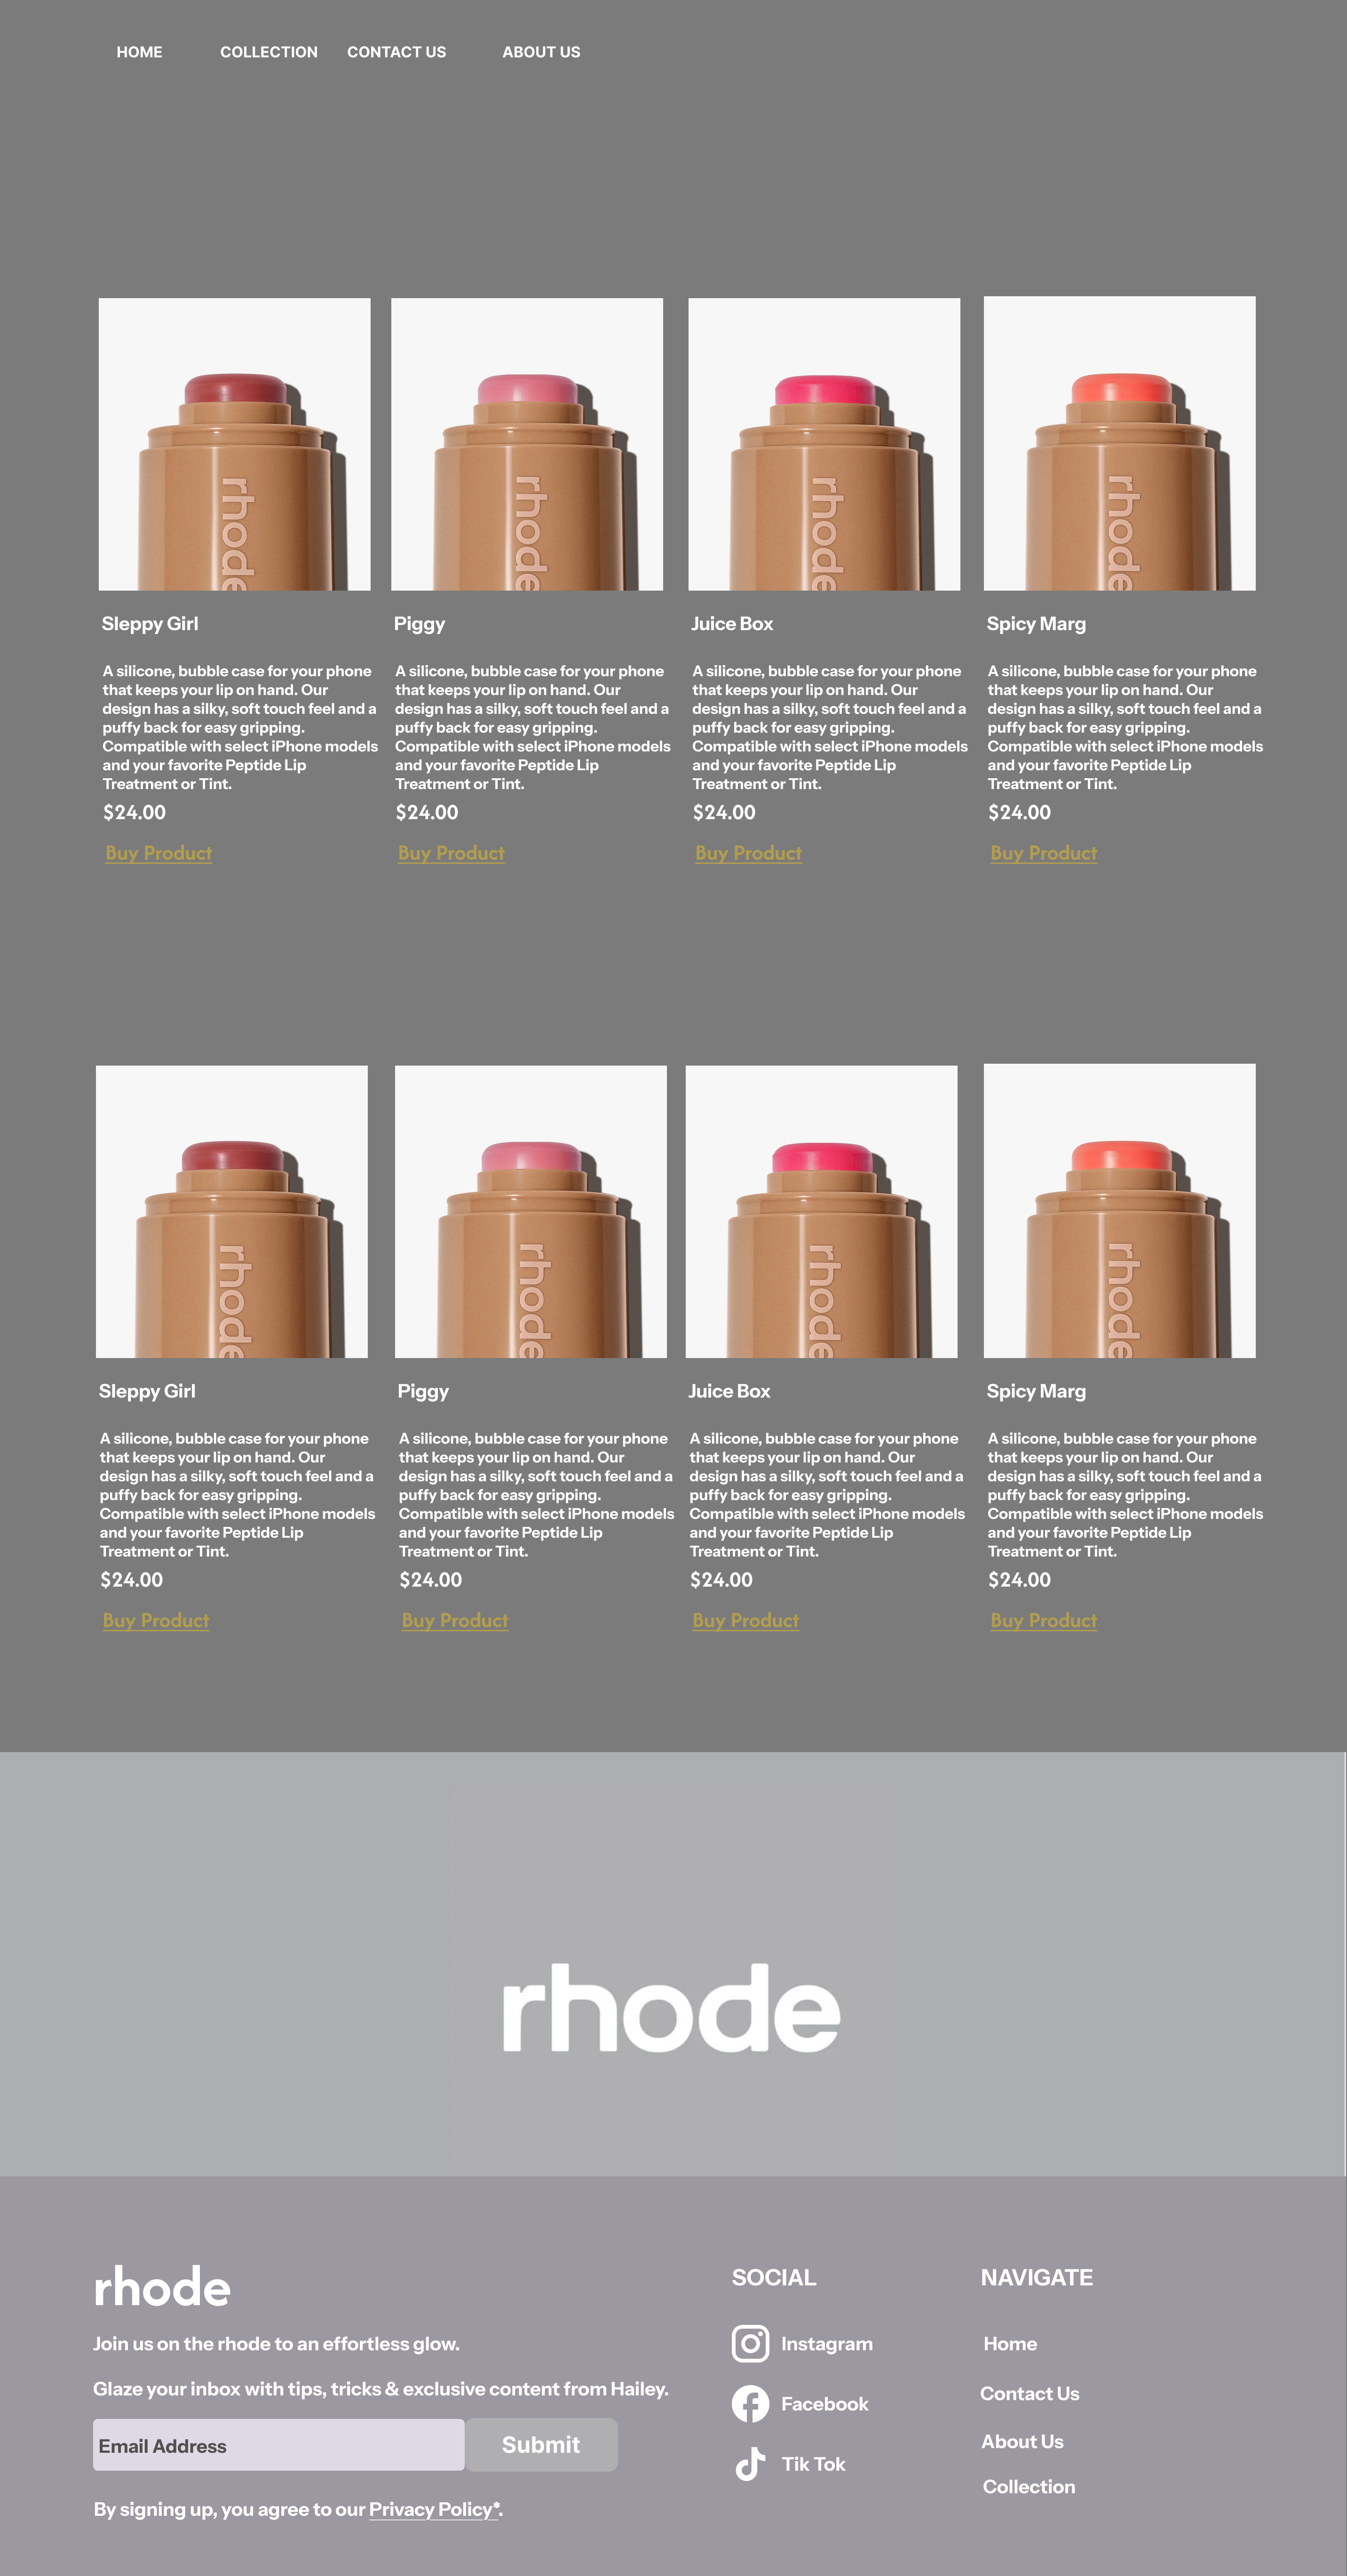 HOME COLLECTION CONTACT US ABOUT US
rhode rhode rhode rhode
Sleppy Girl
A silicone, bubble case for your phone
that keeps your lip on hand. Our
design has a silky, soft touch feel and a
puffy back for easy gripping.
Compatible with select iPhone models
and your favorite Peptide Lip
Treatment or Tint.
$24.00
Buy Product
Piggy
A silicone, bubble case for your phone
that keeps your lip on hand. Our
design has a silky, soft touch feel and a
puffy back for easy gripping.
Compatible with select iPhone models
and your favorite Peptide Lip
Treatment or Tint.
$24.00
Buy Product
Juice Box
A silicone, bubble case for your phone
that keeps your lip on hand. Our
design has a silky, soft touch feel and a
puffy back for easy gripping.
Compatible with select iPhone models
and your favorite Peptide Lip
Treatment or Tint.
$24.00
Buy Product
Spicy Marg
A silicone, bubble case for your phone
that keeps your lip on hand. Our
design has a silky, soft touch feel and a
puffy back for easy gripping.
Compatible with select iPhone models
and your favorite Peptide Lip
Treatment or Tint.
$24.00
Buy Product
rhode rhode rhode rhode
Sleppy Girl
A silicone, bubble case for your phone
that keeps your lip on hand. Our
design has a silky, soft touch feel and a
puffy back for easy gripping.
Compatible with select iPhone models
and your favorite Peptide Lip
Treatment or Tint.
$24.00
Buy Product
Piggy
A silicone, bubble case for your phone
that keeps your lip on hand. Our
design has a silky, soft touch feel and a
puffy back for easy gripping.
Compatible with select iPhone models
and your favorite Peptide Lip
Treatment or Tint.
$24.00
Buy Product
Juice Box
A silicone, bubble case for your phone
that keeps your lip on hand. Our
design has a silky, soft touch feel and a
puffy back for easy gripping.
Compatible with select iPhone models
and your favorite Peptide Lip
Treatment or Tint.
$24.00
Buy Product
Spicy Marg
A silicone, bubble case for your phone
that keeps your lip on hand. Our
design has a silky, soft touch feel and a
puffy back for easy gripping.
Compatible with select iPhone models
and your favorite Peptide Lip
Treatment or Tint.
$24.00
Buy Product
rhode
rhode
Join us on the rhode to an effortless glow.
Glaze your inbox with tips, tricks & exclusive content from Hailey.
Email Address Submit
By signing up, you agree to our Privacy Policy*.
SOCIAL
Instagram
Facebook
Tik Tok
NAVIGATE
Home
Contact Us
About Us
Collection